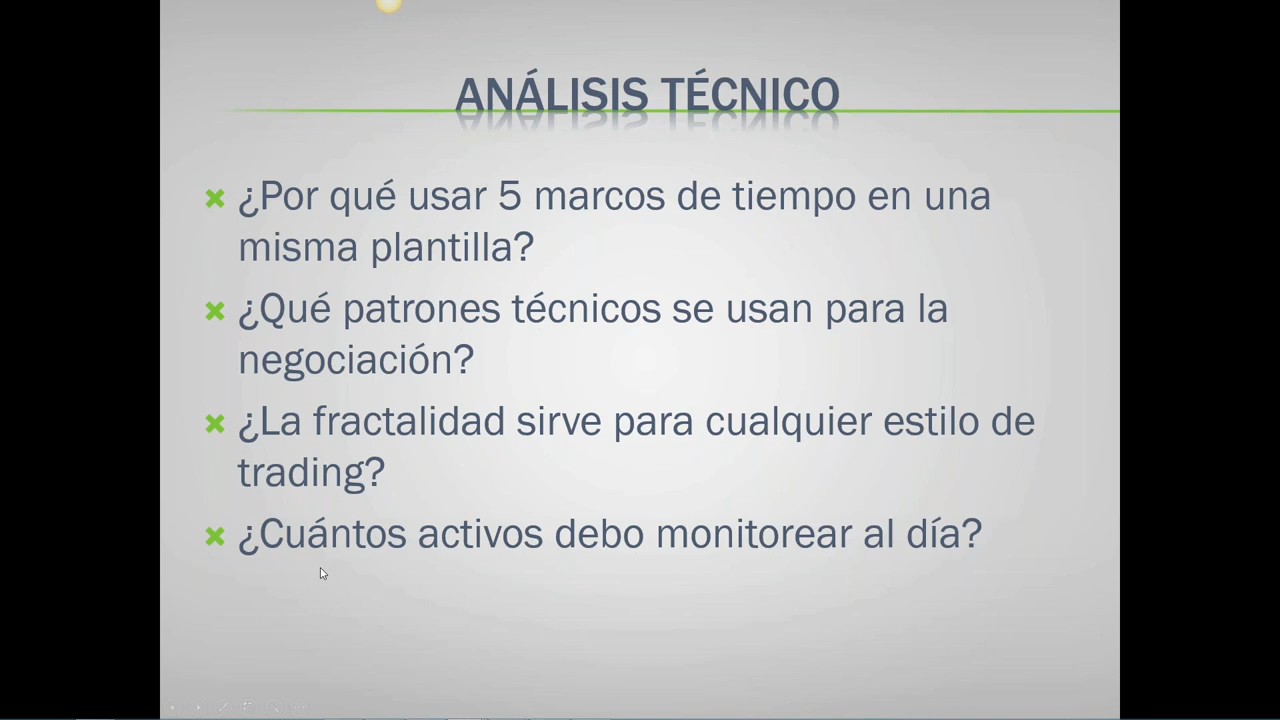 ANÁLISIS TÉCNICO
¿Por qué usar 5 marcos de tiempo en una
misma plantilla?
¿Qué patrones técnicos se usan para la
negociación?
¿La fractalidad sirve para cualquier estilo de
trading?
¿Cuántos activos debo monitorear al día?